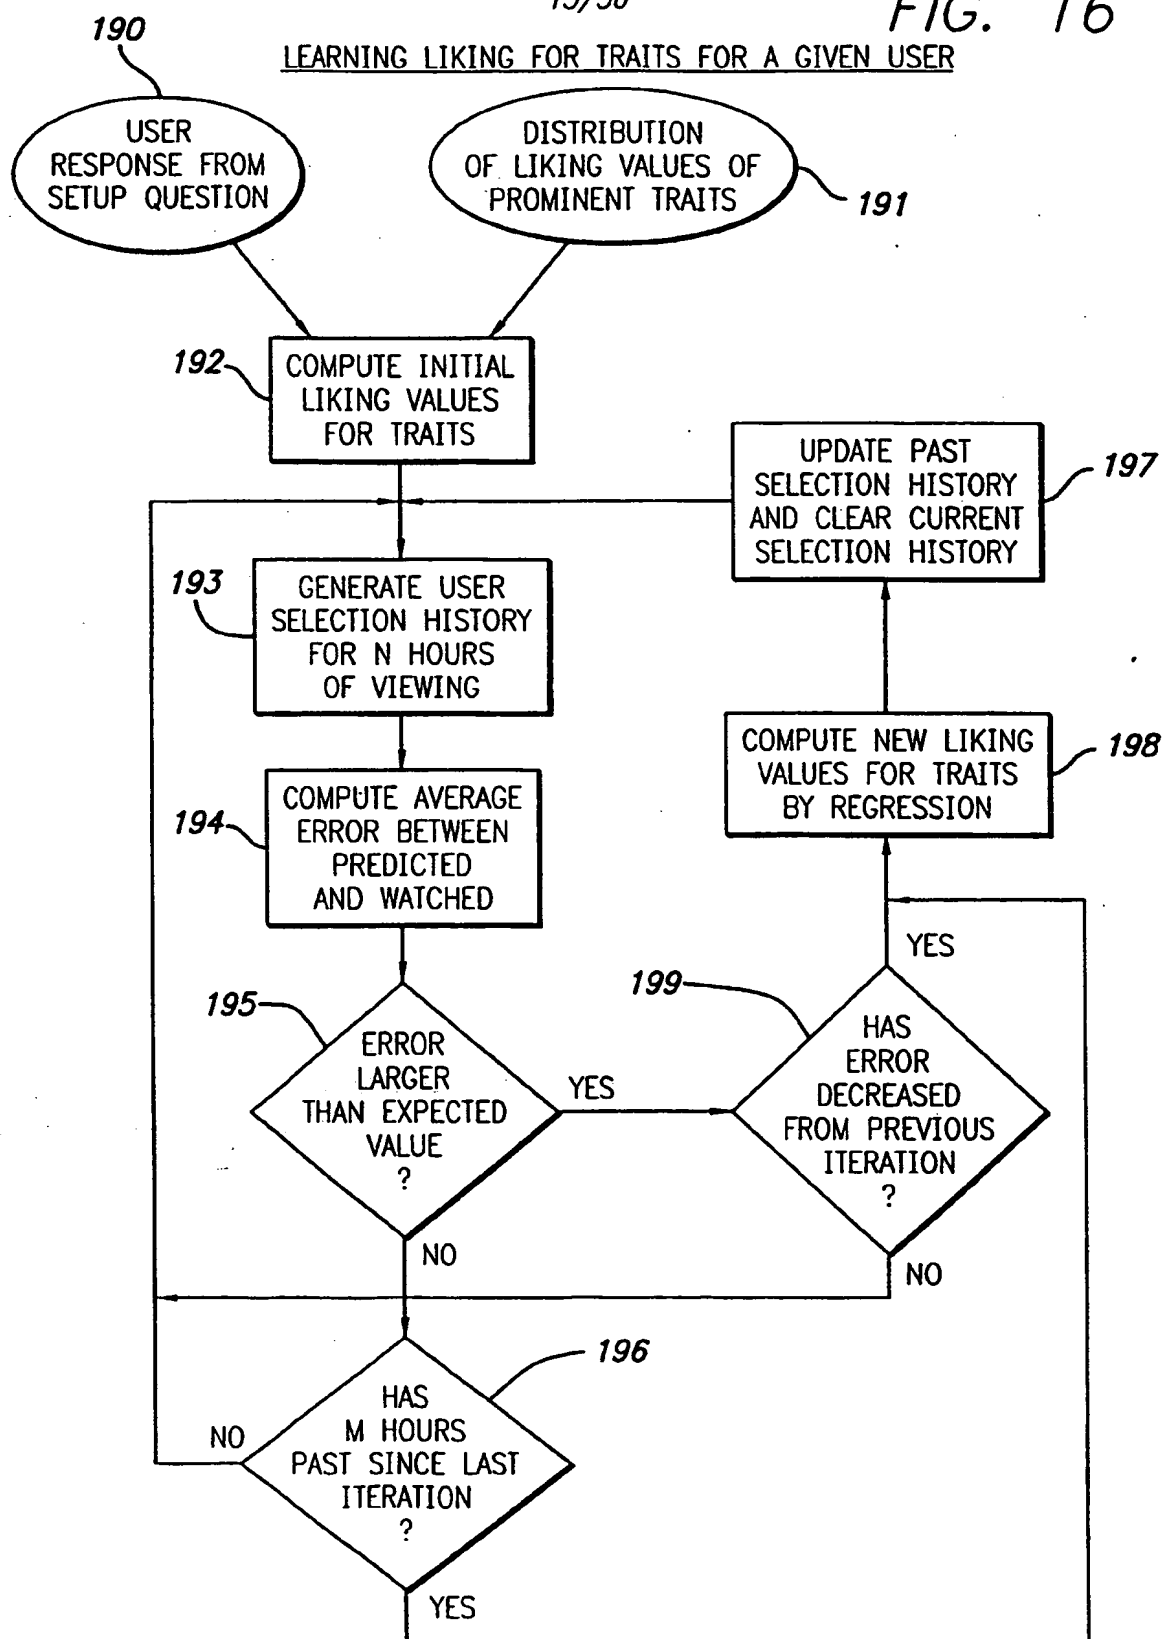 FIG. 16
LEARNING LIKING FOR TRAITS FOR A GIVEN USER
190
USER
RESPONSE FROM
SETUP QUESTION
DISTRIBUTION
OF LIKING VALUES OF
PROMINENT TRAITS
191
192
COMPUTE INITIAL
LIKING VALUES
FOR TRAITS
UPDATE PAST
SELECTION HISTORY
AND CLEAR CURRENT
SELECTION HISTORY
197
193
GENERATE USER
SELECTION HISTORY
FOR N HOURS
OF VIEWING
COMPUTE NEW LIKING
VALUES FOR TRAITS
BY REGRESSION
198
194
COMPUTE AVERAGE
ERROR BETWEEN
PREDICTED
AND WATCHED
195
ERROR
LARGER
THAN EXPECTED
VALUE
?
YES
NO
199
HAS
ERROR
DECREASED
FROM PREVIOUS
ITERATION
?
YES
NO
196
HAS
M HOURS
PAST SINCE LAST
ITERATION
?
NO
YES